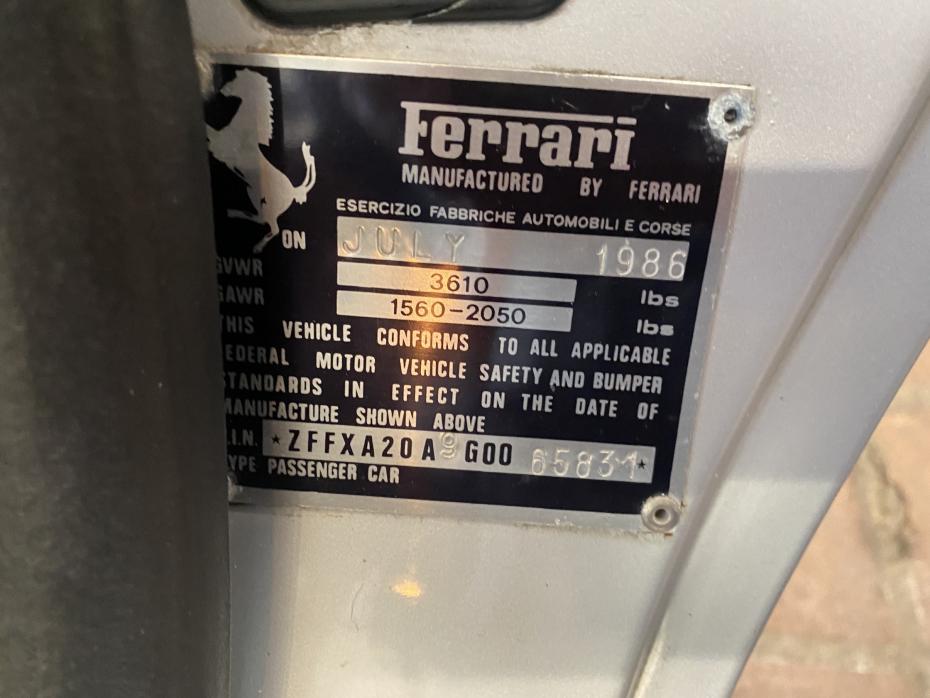 Ferrari
MANUFACTURED BY FERRARI
ESERCIZIO FABBRICHE AUTOMOBILI E CORSE
ON JULY 1986
GVWR 3610 lbs
GAWR 1560-2050 lbs
THIS VEHICLE CONFORMS TO ALL APPLICABLE
FEDERAL MOTOR VEHICLE SAFETY AND BUMPER
STANDARDS IN EFFECT ON THE DATE OF
MANUFACTURE SHOWN ABOVE
V.I.N. *ZFFXA20A9G0065831*
TYPE PASSENGER CAR